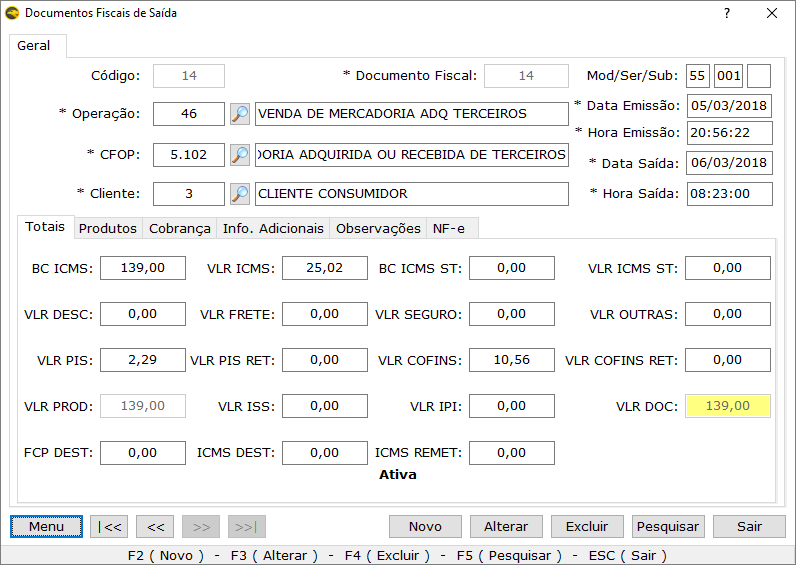 Documentos Fiscais de Saída
Geral
Código: 14 * Documento Fiscal: 14 Mod/Ser/Sub: 55 001
* Operação: 46 VENDA DE MERCADORIA ADQ TERCEIROS * Data Emissão: 05/03/2018
* Hora Emissão: 20:56:22
* CFOP: 5.102 DORIA ADQUIRIDA OU RECEBIDA DE TERCEIROS * Data Saída: 06/03/2018
* Cliente: 3 CLIENTE CONSUMIDOR * Hora Saída: 08:23:00
Totais Produtos Cobrança Info. Adicionais Observações NF-e
BC ICMS: 139,00 VLR ICMS: 25,02 BC ICMS ST: 0,00 VLR ICMS ST: 0,00
VLR DESC: 0,00 VLR FRETE: 0,00 VLR SEGURO: 0,00 VLR OUTRAS: 0,00
VLR PIS: 2,29 VLR PIS RET: 0,00 VLR COFINS: 10,56 VLR COFINS RET: 0,00
VLR PROD: 139,00 VLR ISS: 0,00 VLR IPI: 0,00 VLR DOC: 139,00
FCP DEST: 0,00 ICMS DEST: 0,00 ICMS REMET: 0,00
Ativa
Menu |<< << >> >>| Novo Alterar Excluir Pesquisar Sair
F2 ( Novo ) - F3 ( Alterar ) - F4 ( Excluir ) - F5 ( Pesquisar ) - ESC ( Sair )